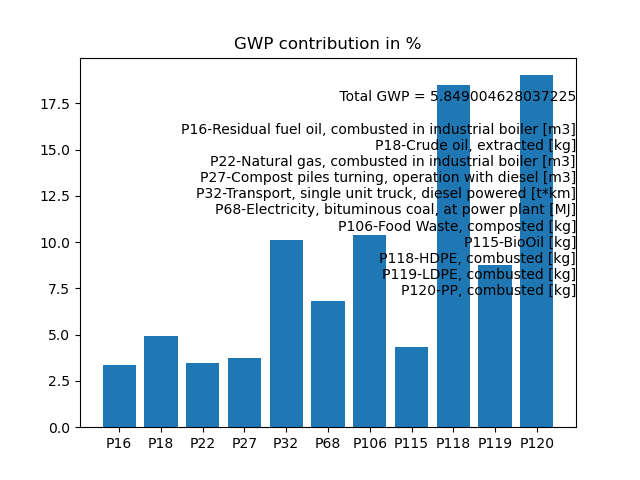 GWP contribution in %
Total GWP = 5.849004628037225
P16-Residual fuel oil, combusted in industrial boiler [m3]
P18-Crude oil, extracted [kg]
P22-Natural gas, combusted in industrial boiler [m3]
P27-Compost piles turning, operation with diesel [m3]
P32-Transport, single unit truck, diesel powered [t*km]
P68-Electricity, bituminous coal, at power plant [MJ]
P106-Food Waste, composted [kg]
P115-BioOil [kg]
P118-HDPE, combusted [kg]
P119-LDPE, combusted [kg]
P120-PP, combusted [kg]
17.5
15.0
12.5
10.0
7.5
5.0
2.5
0.0
P16 P18 P22 P27 P32 P68 P106 P115 P118 P119 P120